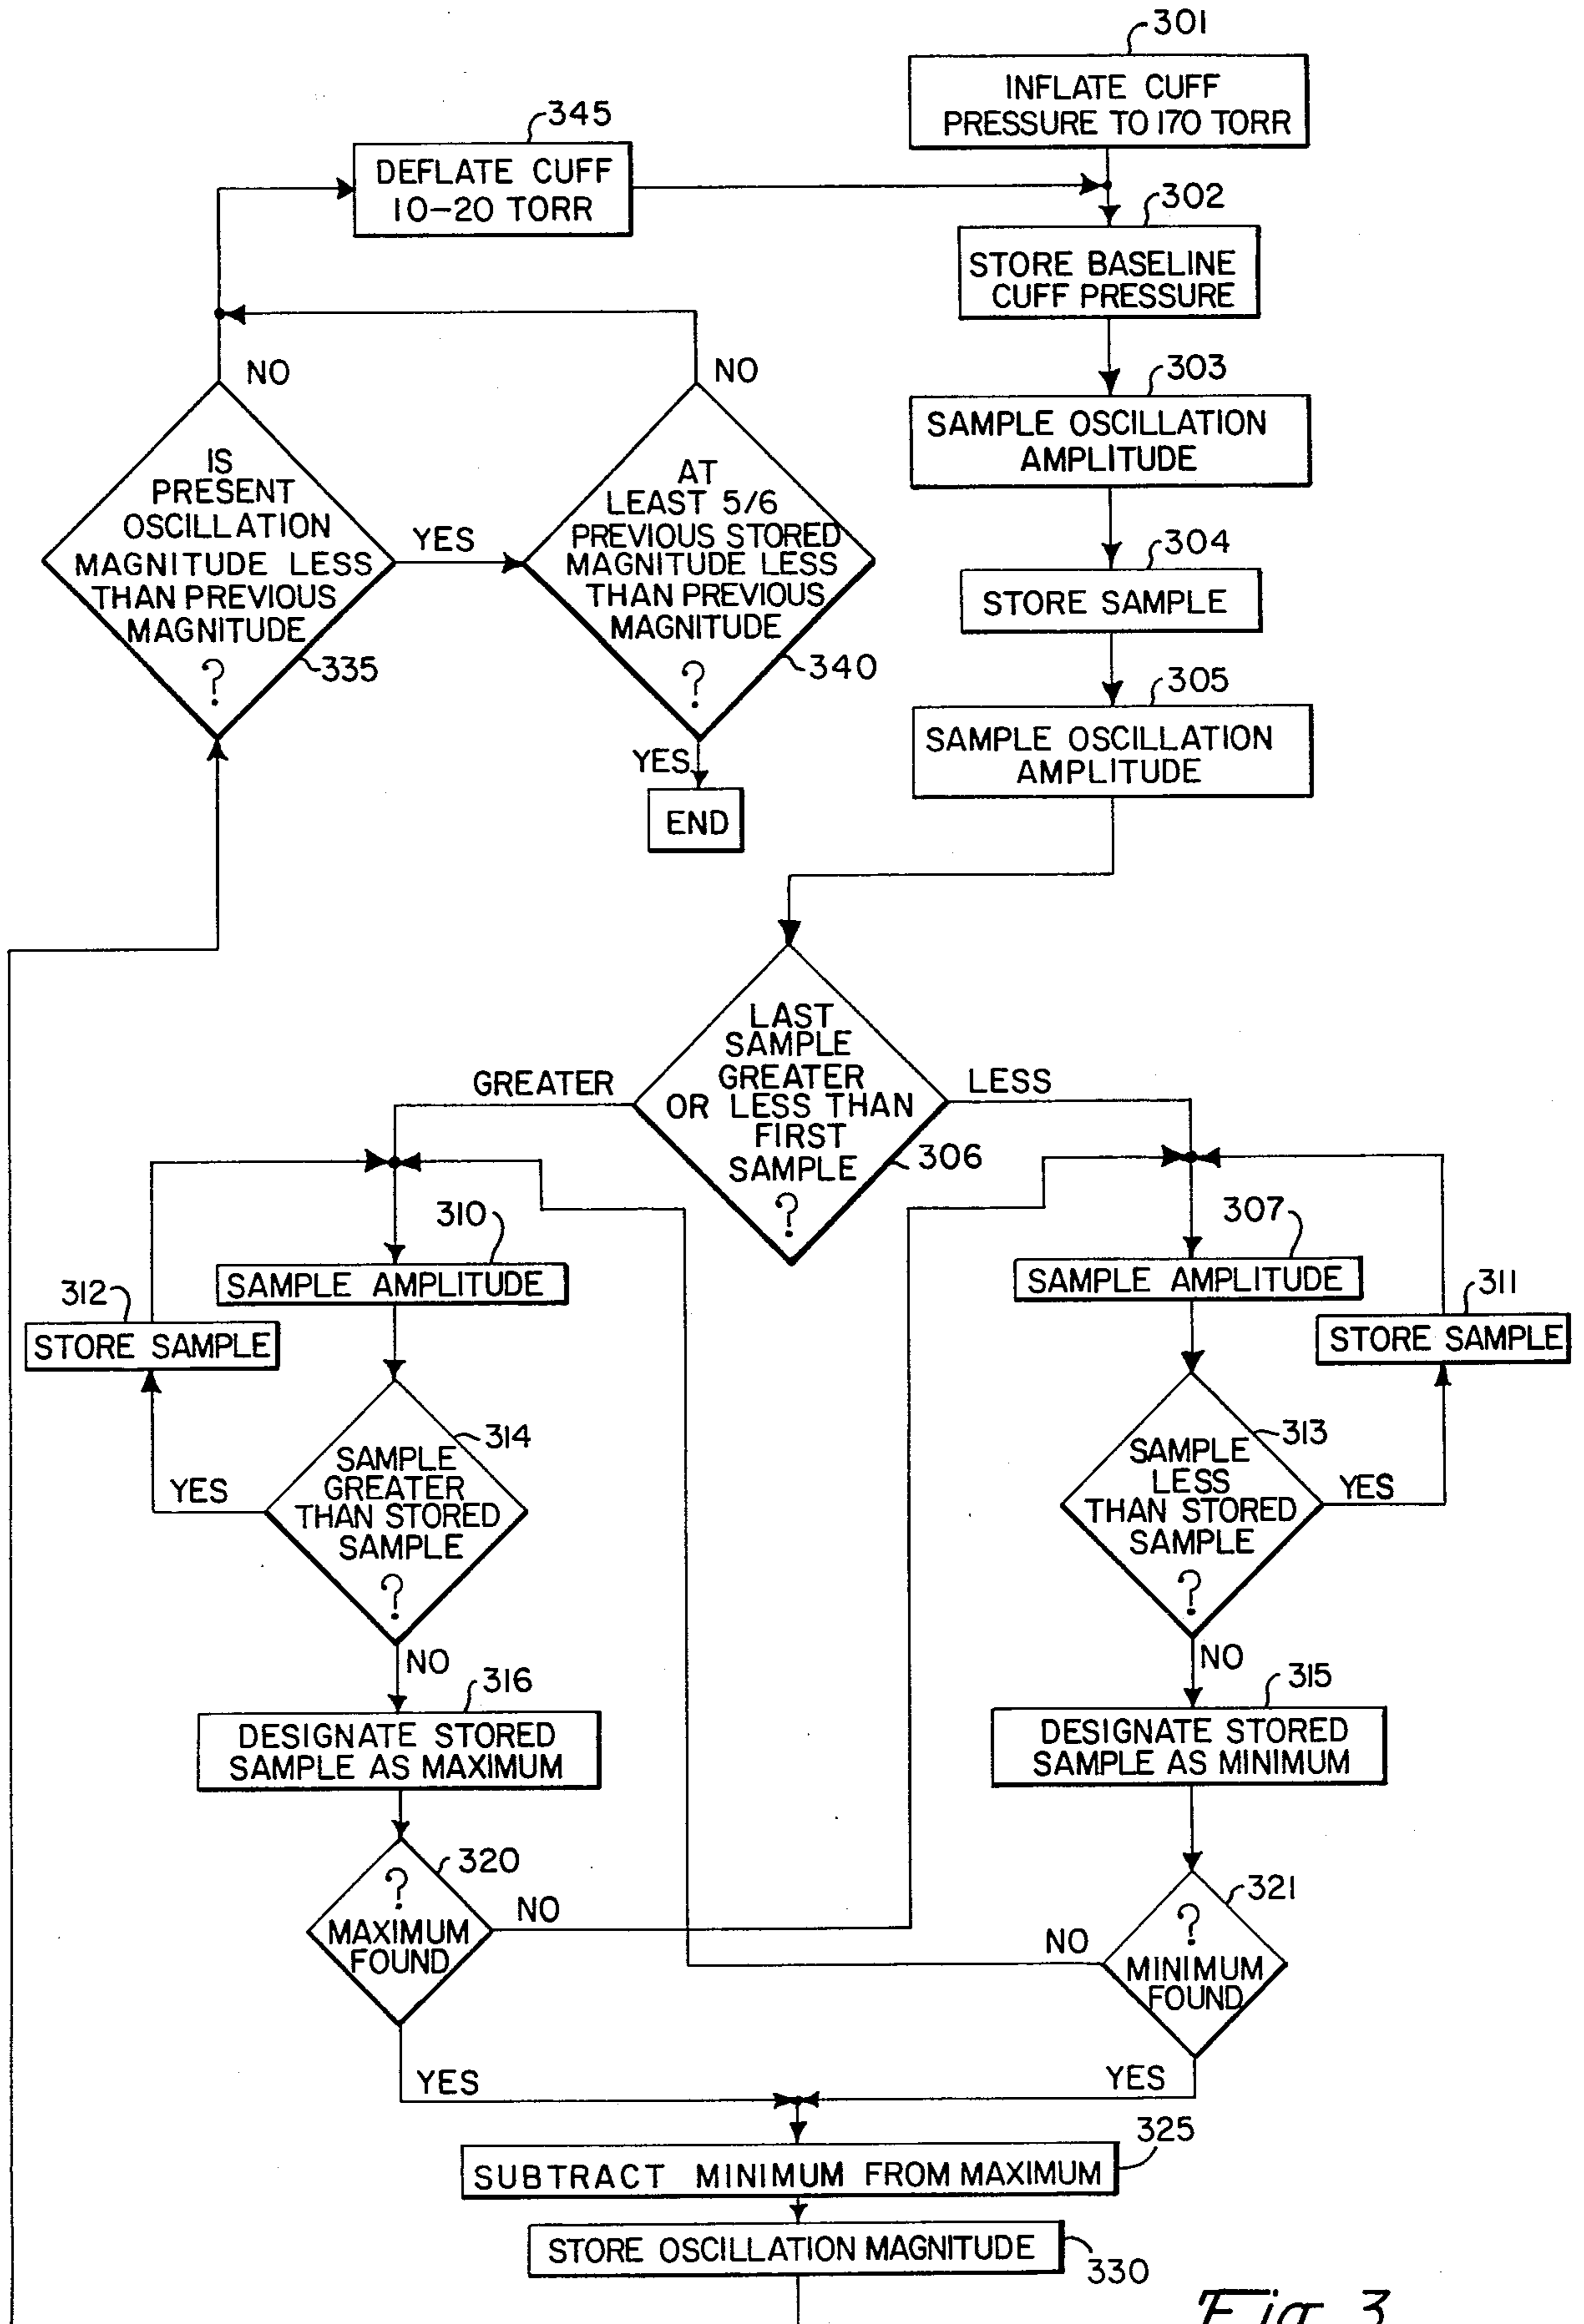 301
INFLATE CUFF
PRESSURE TO 170 TORR
345
DEFLATE CUFF
10-20 TORR
302
STORE BASELINE
CUFF PRESSURE
303
SAMPLE OSCILLATION
AMPLITUDE
304
STORE SAMPLE
305
SAMPLE OSCILLATION
AMPLITUDE
NO
IS
PRESENT
OSCILLATION
MAGNITUDE LESS
THAN PREVIOUS
MAGNITUDE
?
335
YES
NO
AT
LEAST 5/6
PREVIOUS STORED
MAGNITUDE LESS
THAN PREVIOUS
MAGNITUDE
?
340
YES
END
LAST
SAMPLE
GREATER
OR LESS THAN
FIRST
SAMPLE
?
306
GREATER
LESS
310
SAMPLE AMPLITUDE
312
STORE SAMPLE
314
SAMPLE
GREATER
THAN STORED
SAMPLE
?
YES
NO
316
DESIGNATE STORED
SAMPLE AS MAXIMUM
320
?
MAXIMUM
FOUND
NO
YES
307
SAMPLE AMPLITUDE
311
STORE SAMPLE
313
SAMPLE
LESS
THAN STORED
SAMPLE
?
YES
NO
315
DESIGNATE STORED
SAMPLE AS MINIMUM
321
?
MINIMUM
FOUND
NO
YES
325
SUBTRACT MINIMUM FROM MAXIMUM
STORE OSCILLATION MAGNITUDE
330
Fig. 3